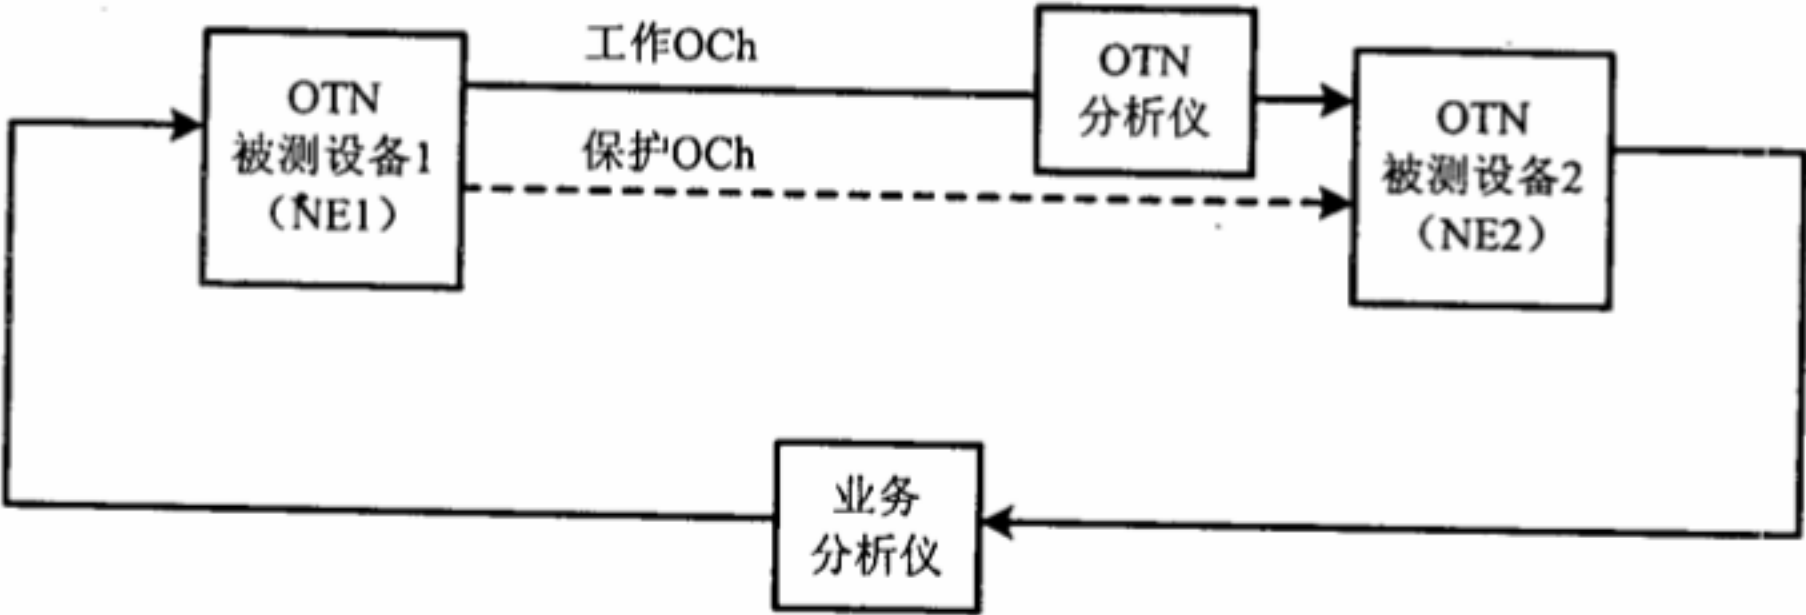 工作OCh
OTN
分析仪
OTN
被测设备1
（NE1）
保护OCh
OTN
被测设备2
（NE2）
业务
分析仪